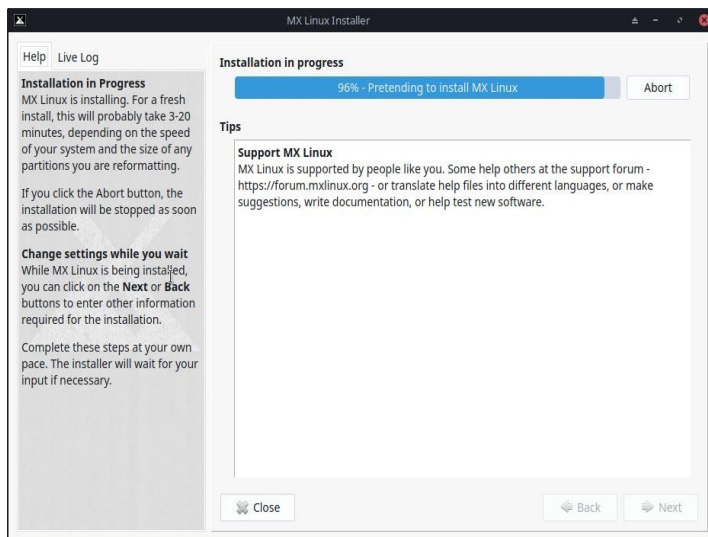 MX Linux Installer
Help Live Log
Installation in Progress
MX Linux is installing. For a fresh
install, this will probably take 3-20
minutes, depending on the speed
of your system and the size of any
partitions you are reformatting.
If you click the Abort button, the
installation will be stopped as soon
as possible.
Change settings while you wait
While MX Linux is being installed,
you can click on the Next or Back
buttons to enter other information
required for the installation.
Complete these steps at your own
pace. The installer will wait for your
input if necessary.
Installation in progress
96% - Pretending to install MX Linux
Abort
Tips
Support MX Linux
MX Linux is supported by people like you. Some help others at the support forum -
https://forum.mxlinux.org - or translate help files into different languages, or make
suggestions, write documentation, or help test new software.
Close
Back
Next